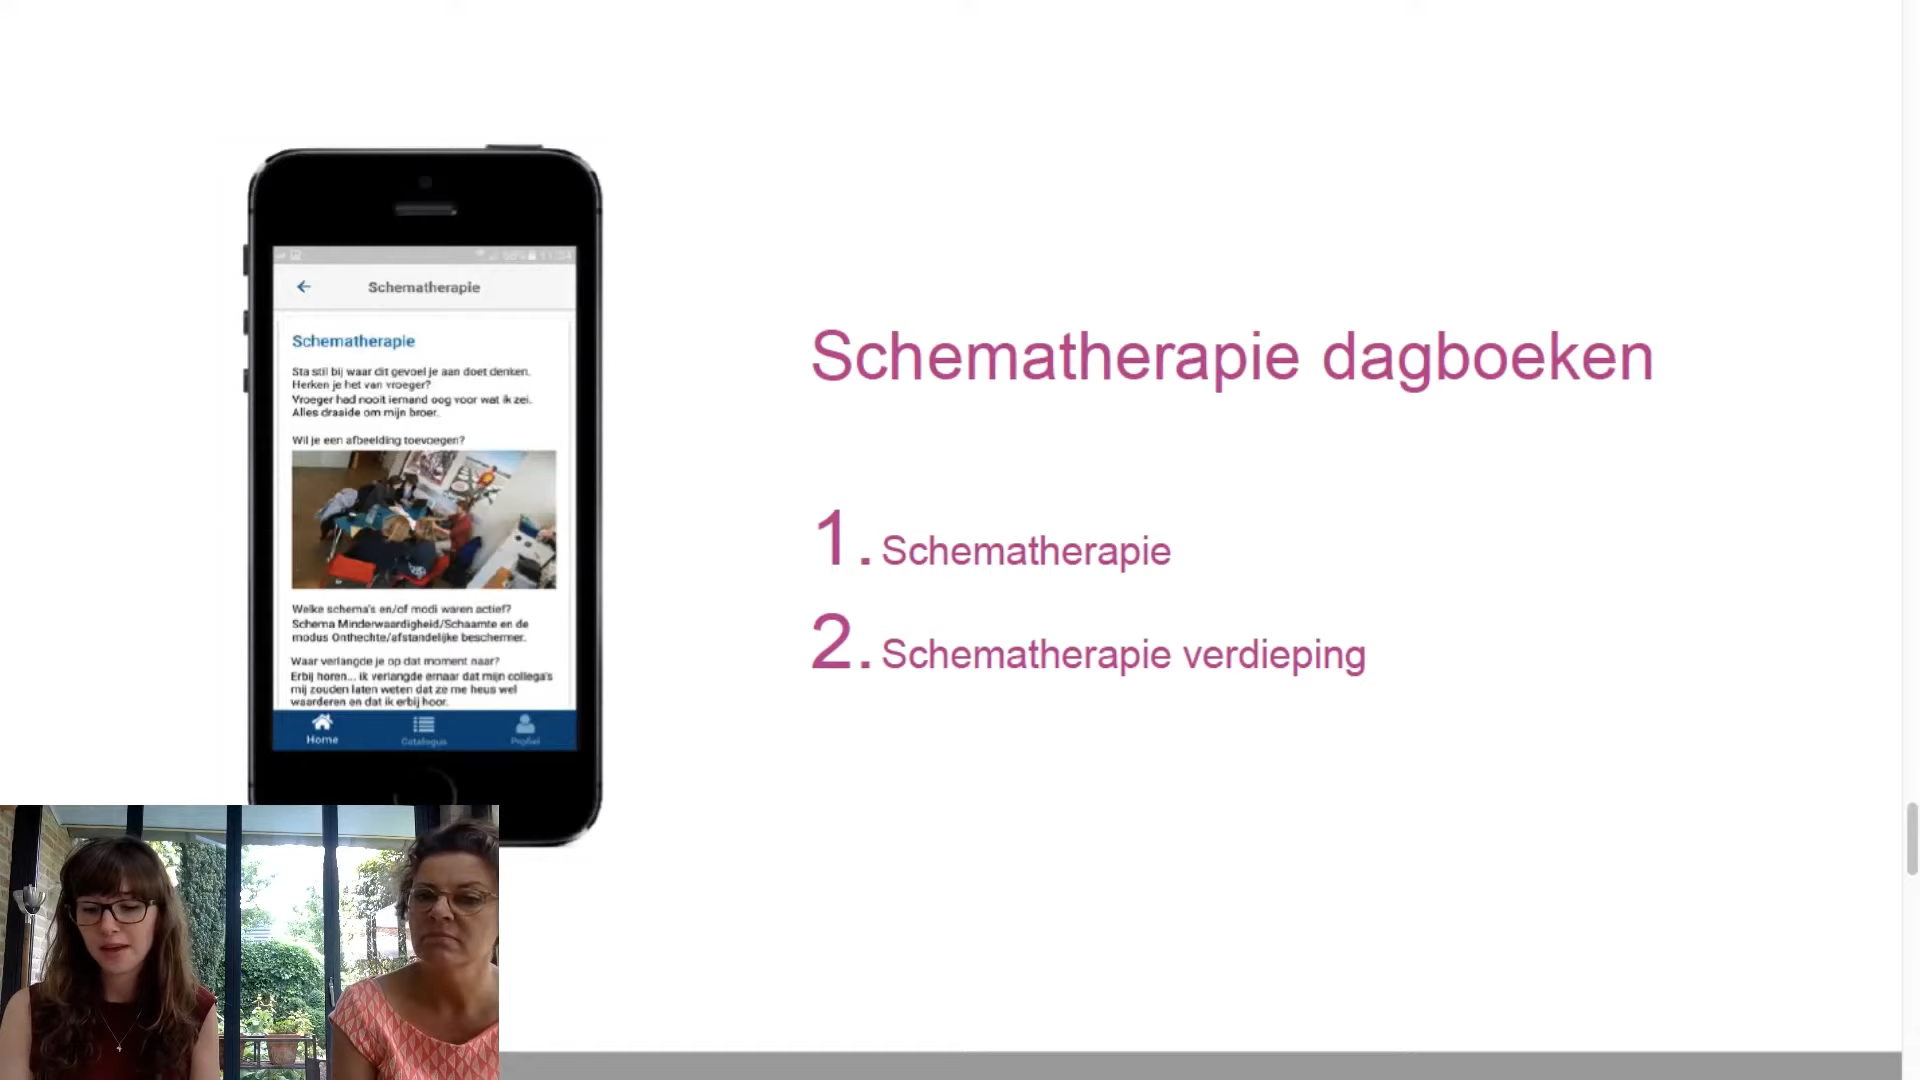 Schematherapie
Schematherapie
Sta stil bij waar dit gevoel je aan doet denken.
Herken je het van vroeger?
Vroeger had nooit iemand oog voor wat ik zei.
Alles draaide om mijn broer.
Wil je een afbeelding toevoegen?
Welke schema's en/of modi waren actief?
Schema Minderwaardigheid/Schaamte en de
modus Onthechte/afstandelijke beschermer.
Waar verlangde je op dat moment naar?
Erbij horen... ik verlangde ernaar dat mijn collega's
mij zouden laten weten dat ze me heus wel
waarderen en dat ik erbij hoor.
Home
Catalogus
Profiel
Schematherapie dagboeken
1. Schematherapie
2. Schematherapie verdieping